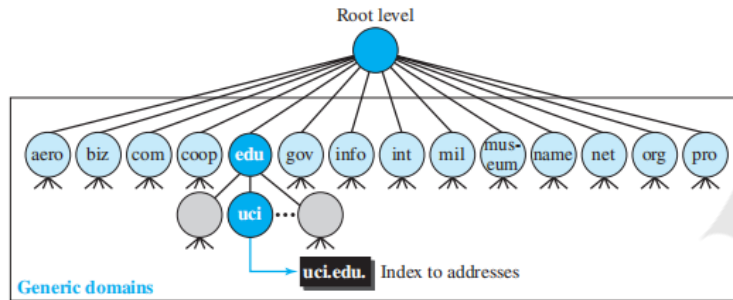 Root level
aero biz com coop edu gov info int mil mus-
eum name net org pro
uci ...
uci.edu. Index to addresses
Generic domains